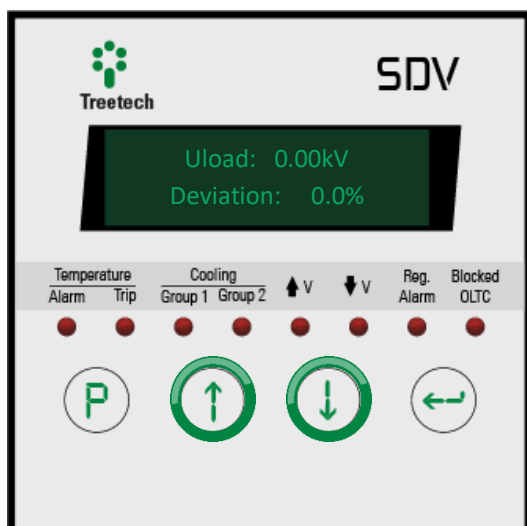 Treetech
SDV
Uload: 0.00kV
Deviation: 0.0%
Temperature
Alarm Trip
Cooling
Group 1 Group 2
V
V
Reg.
Alarm
Blocked
OLTC
P